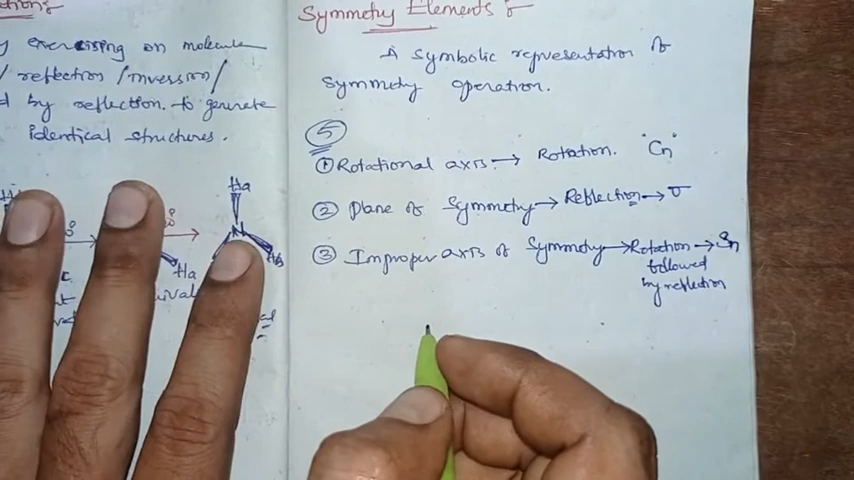 y exercising on molecule
/ reflection / inversion /
d by reflection to generate
identical structures.
Ha
N
Ha
Symmetry Elements :-
A symbolic representation of
symmetry operation.
5
① Rotational axis → Rotation. "Cn"
② Plane of Symmetry → Reflection → σ
③ Improper axis of Symmetry → Rotation → Sn
followed
by reflection